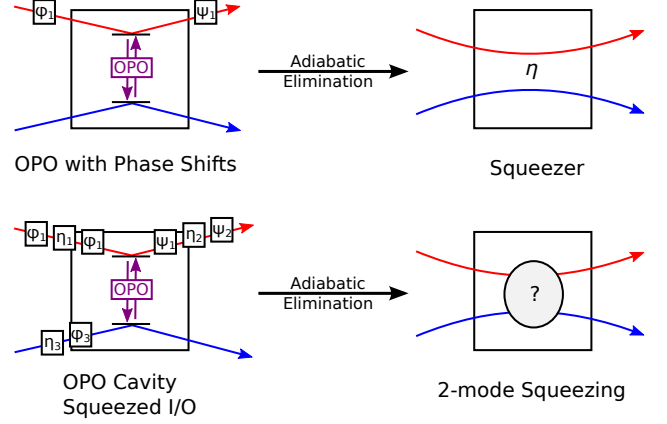 φ₁
ψ₁
OPO
Adiabatic
Elimination
η
OPO with Phase Shifts
Squeezer
φ₁
η₁
φ₁
ψ₁
η₂
ψ₂
OPO
η₃
φ₃
Adiabatic
Elimination
?
OPO Cavity
Squeezed I/O
2-mode Squeezing